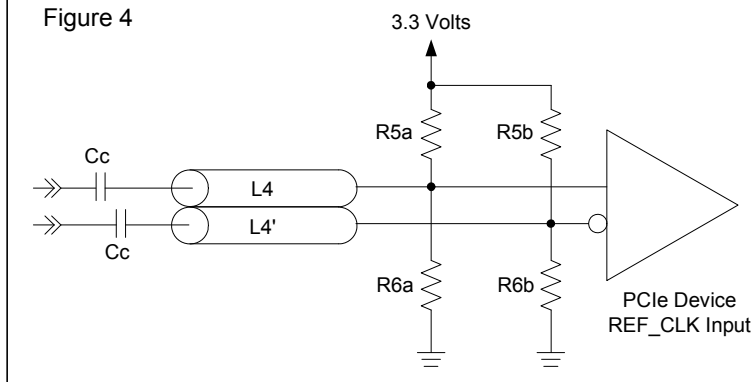 Figure 4
3.3 Volts
R5a
R5b
Cc
L4
L4'
Cc
R6a
R6b
PCIe Device
REF_CLK Input